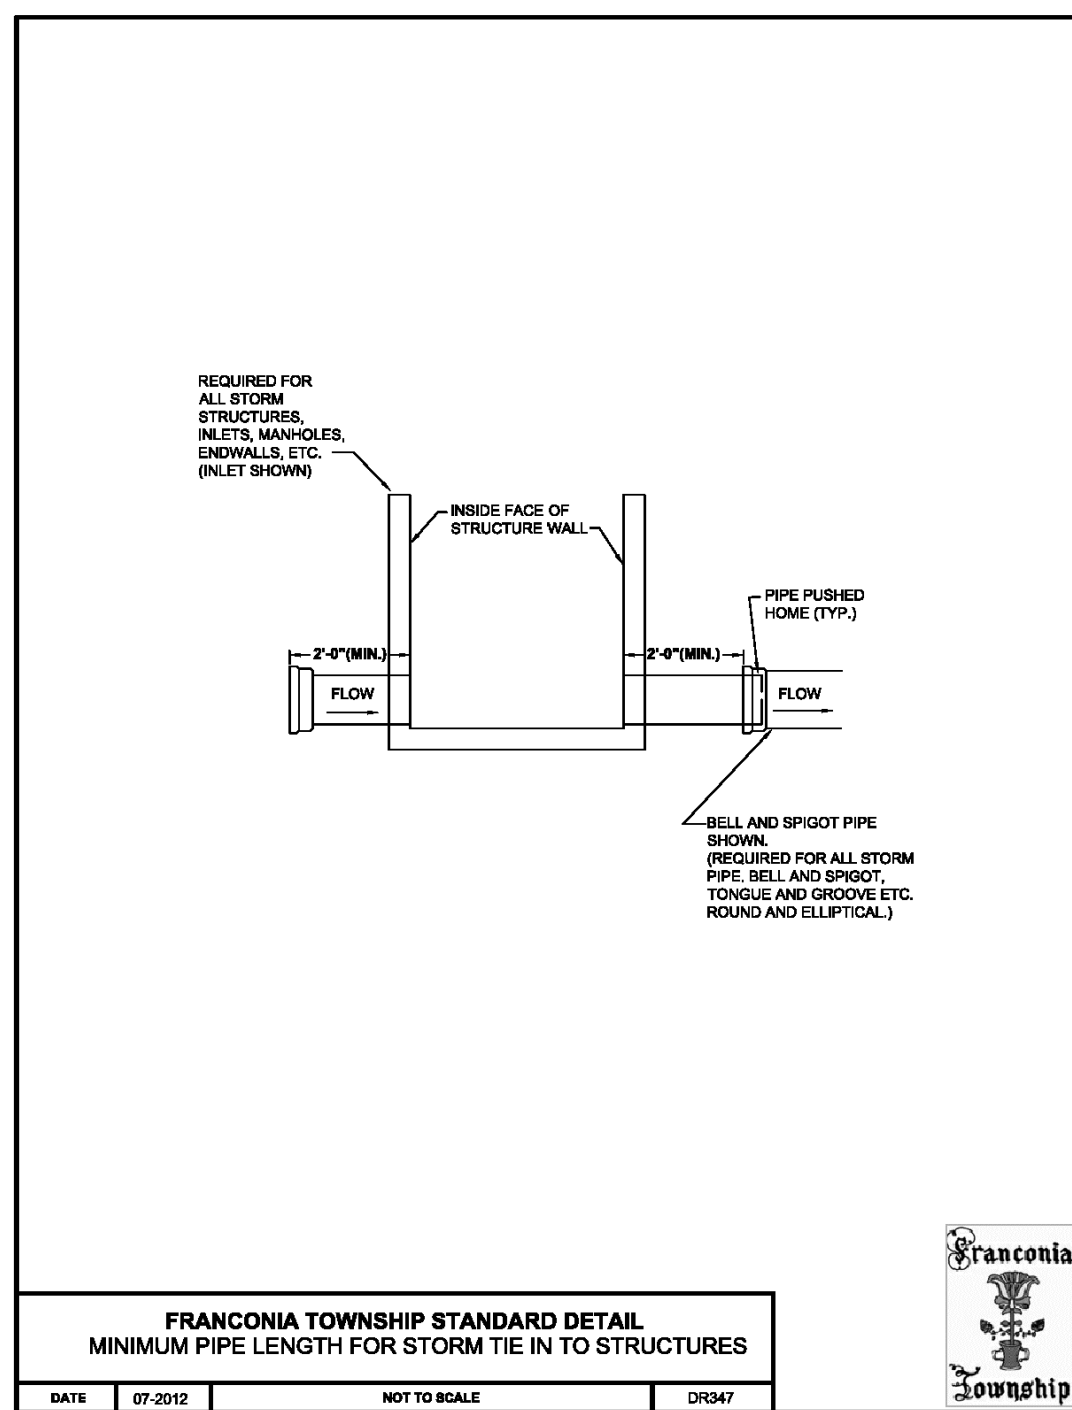 REQUIRED FOR
ALL STORM
STRUCTURES,
INLETS, MANHOLES,
ENDWALLS, ETC.
(INLET SHOWN)
INSIDE FACE OF
STRUCTURE WALL
PIPE PUSHED
HOME (TYP.)
2'-0"(MIN.)
2'-0"(MIN.)
FLOW
FLOW
BELL AND SPIGOT PIPE
SHOWN.
(REQUIRED FOR ALL STORM
PIPE. BELL AND SPIGOT,
TONGUE AND GROOVE ETC.
ROUND AND ELLIPTICAL.)
Franconia
Township
FRANCONIA TOWNSHIP STANDARD DETAIL
MINIMUM PIPE LENGTH FOR STORM TIE IN TO STRUCTURES
DATE 07-2012 NOT TO SCALE DR347